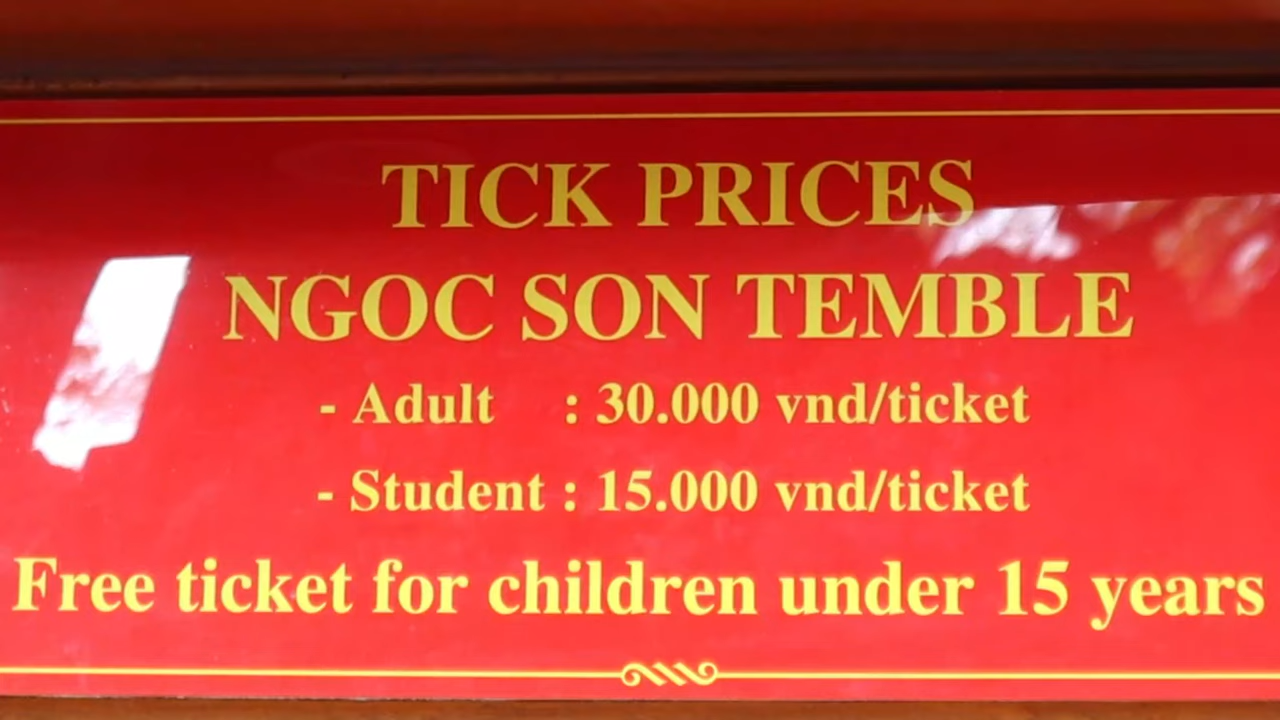 TICK PRICES
NGOC SON TEMBLE
- Adult : 30.000 vnd/ticket
- Student : 15.000 vnd/ticket
Free ticket for children under 15 years